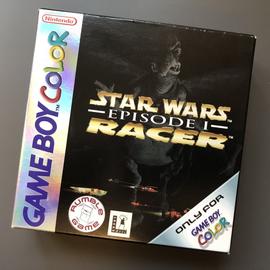 Nintendo
GAME BOY COLOR
STAR WARS
EPISODE I
RACER
RUMBLE
GAME
ONLY FOR
GAME BOY
COLOR